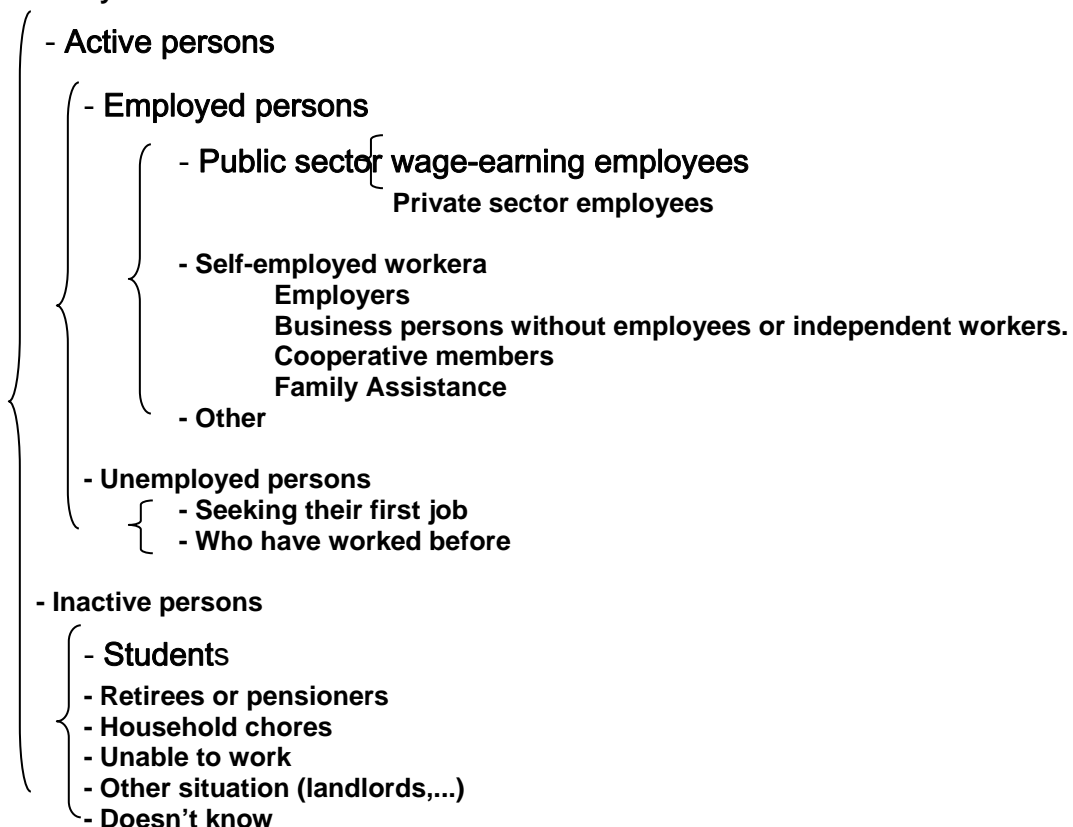 - Active persons
- Employed persons
- Public sector wage-earning employees
Private sector employees
- Self-employed workera
Employers
Business persons without employees or independent workers.
Cooperative members
Family Assistance
- Other
- Unemployed persons
- Seeking their first job
- Who have worked before
- Inactive persons
- Students
- Retirees or pensioners
- Household chores
- Unable to work
- Other situation (landlords,...)
- Doesn't know